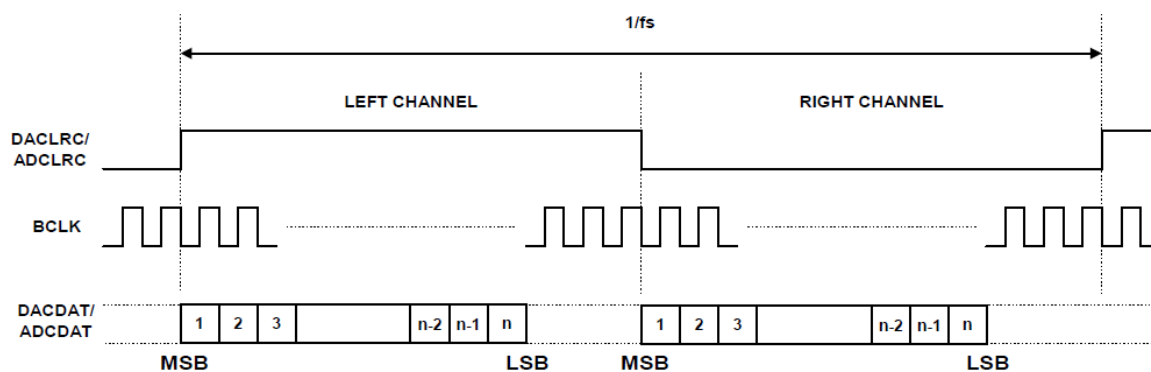 1/fs
LEFT CHANNEL RIGHT CHANNEL
DACLRC/
ADCLRC
BCLK
DACDAT/
ADCDAT
1 2 3 n-2 n-1 n 1 2 3 n-2 n-1 n
MSB LSB MSB LSB